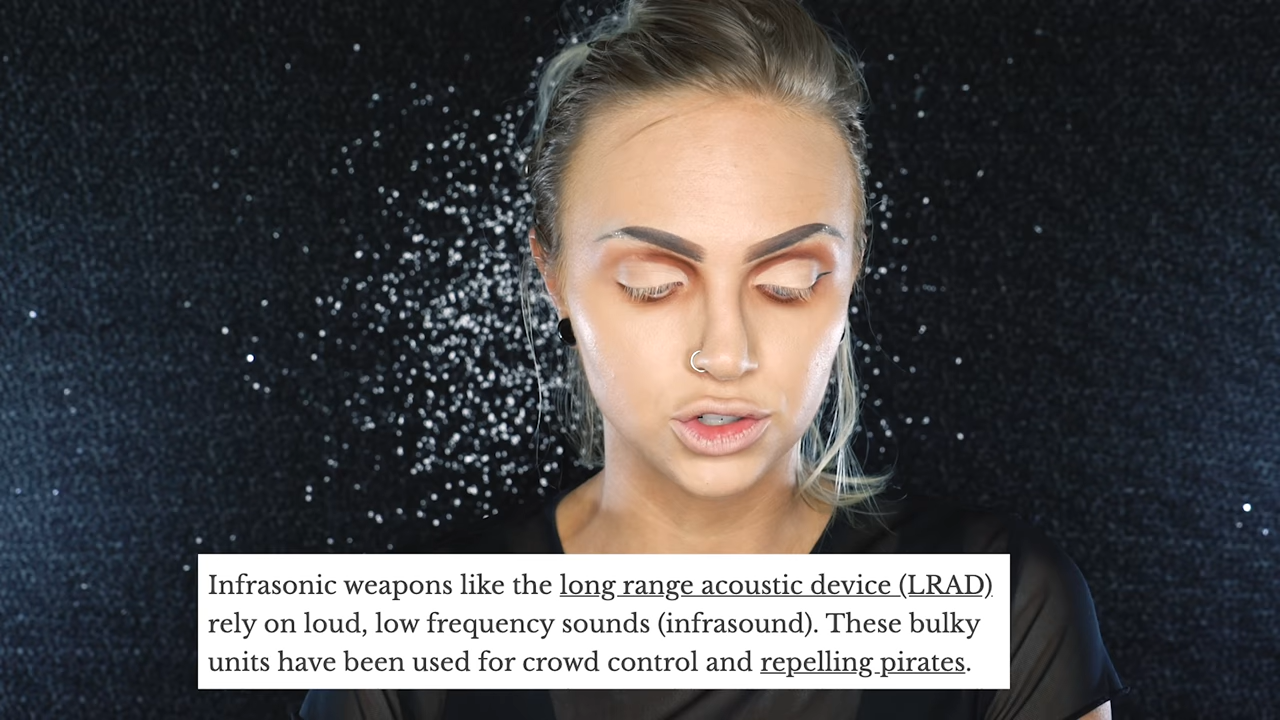 Infrasonic weapons like the long range acoustic device (LRAD)
rely on loud, low frequency sounds (infrasound). These bulky
units have been used for crowd control and repelling pirates.